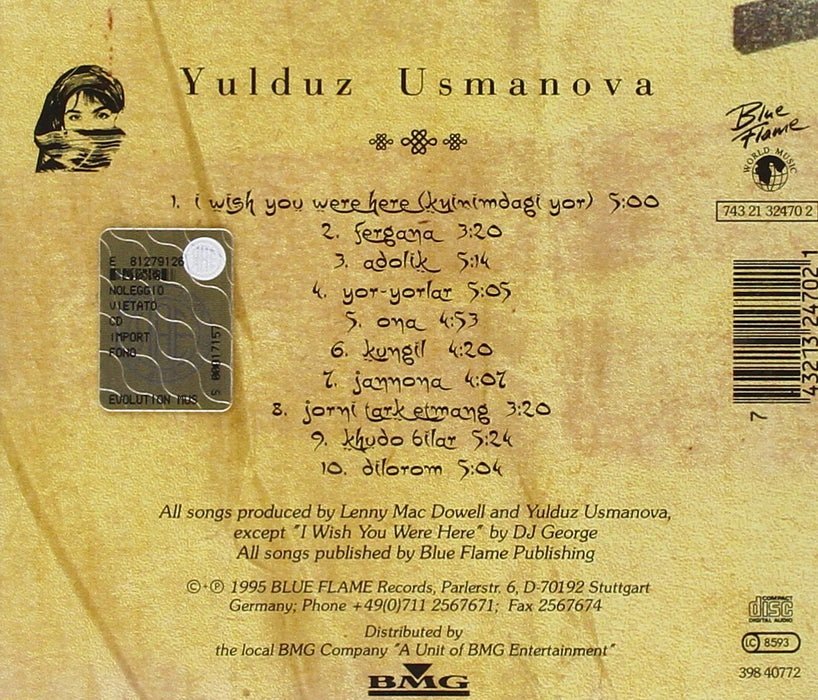 Yulduz Usmanova
Blue
Flame
WORLD MUSIC
743 21 32470 2
1. i wish you were here (kuinimdagi yor) 5:00
2. fergana 3:20
3. adolik 5:14
4. yor-yorlar 5:05
5. ona 4:53
6. kungil 4:20
7. jannona 4:07
8. jorni tark etmang 3:20
9. khudo bilar 5:24
10. dilorom 5:04
E 81279126
NOLEGGIO
VIETATO
CD
IMPORT
FONO
EVOLUTION MUS
S 00017157
7 43213 24702 1
All songs produced by Lenny Mac Dowell and Yulduz Usmanova,
except "I Wish You Were Here" by DJ George
All songs published by Blue Flame Publishing
©+℗ 1995 BLUE FLAME Records, Parlerstr. 6, D-70192 Stuttgart
Germany; Phone +49(0)711 2567671; Fax 2567674
Distributed by
the local BMG Company "A Unit of BMG Entertainment"
BMG
COMPACT
disc
DIGITAL AUDIO
LC 8593
398 40772